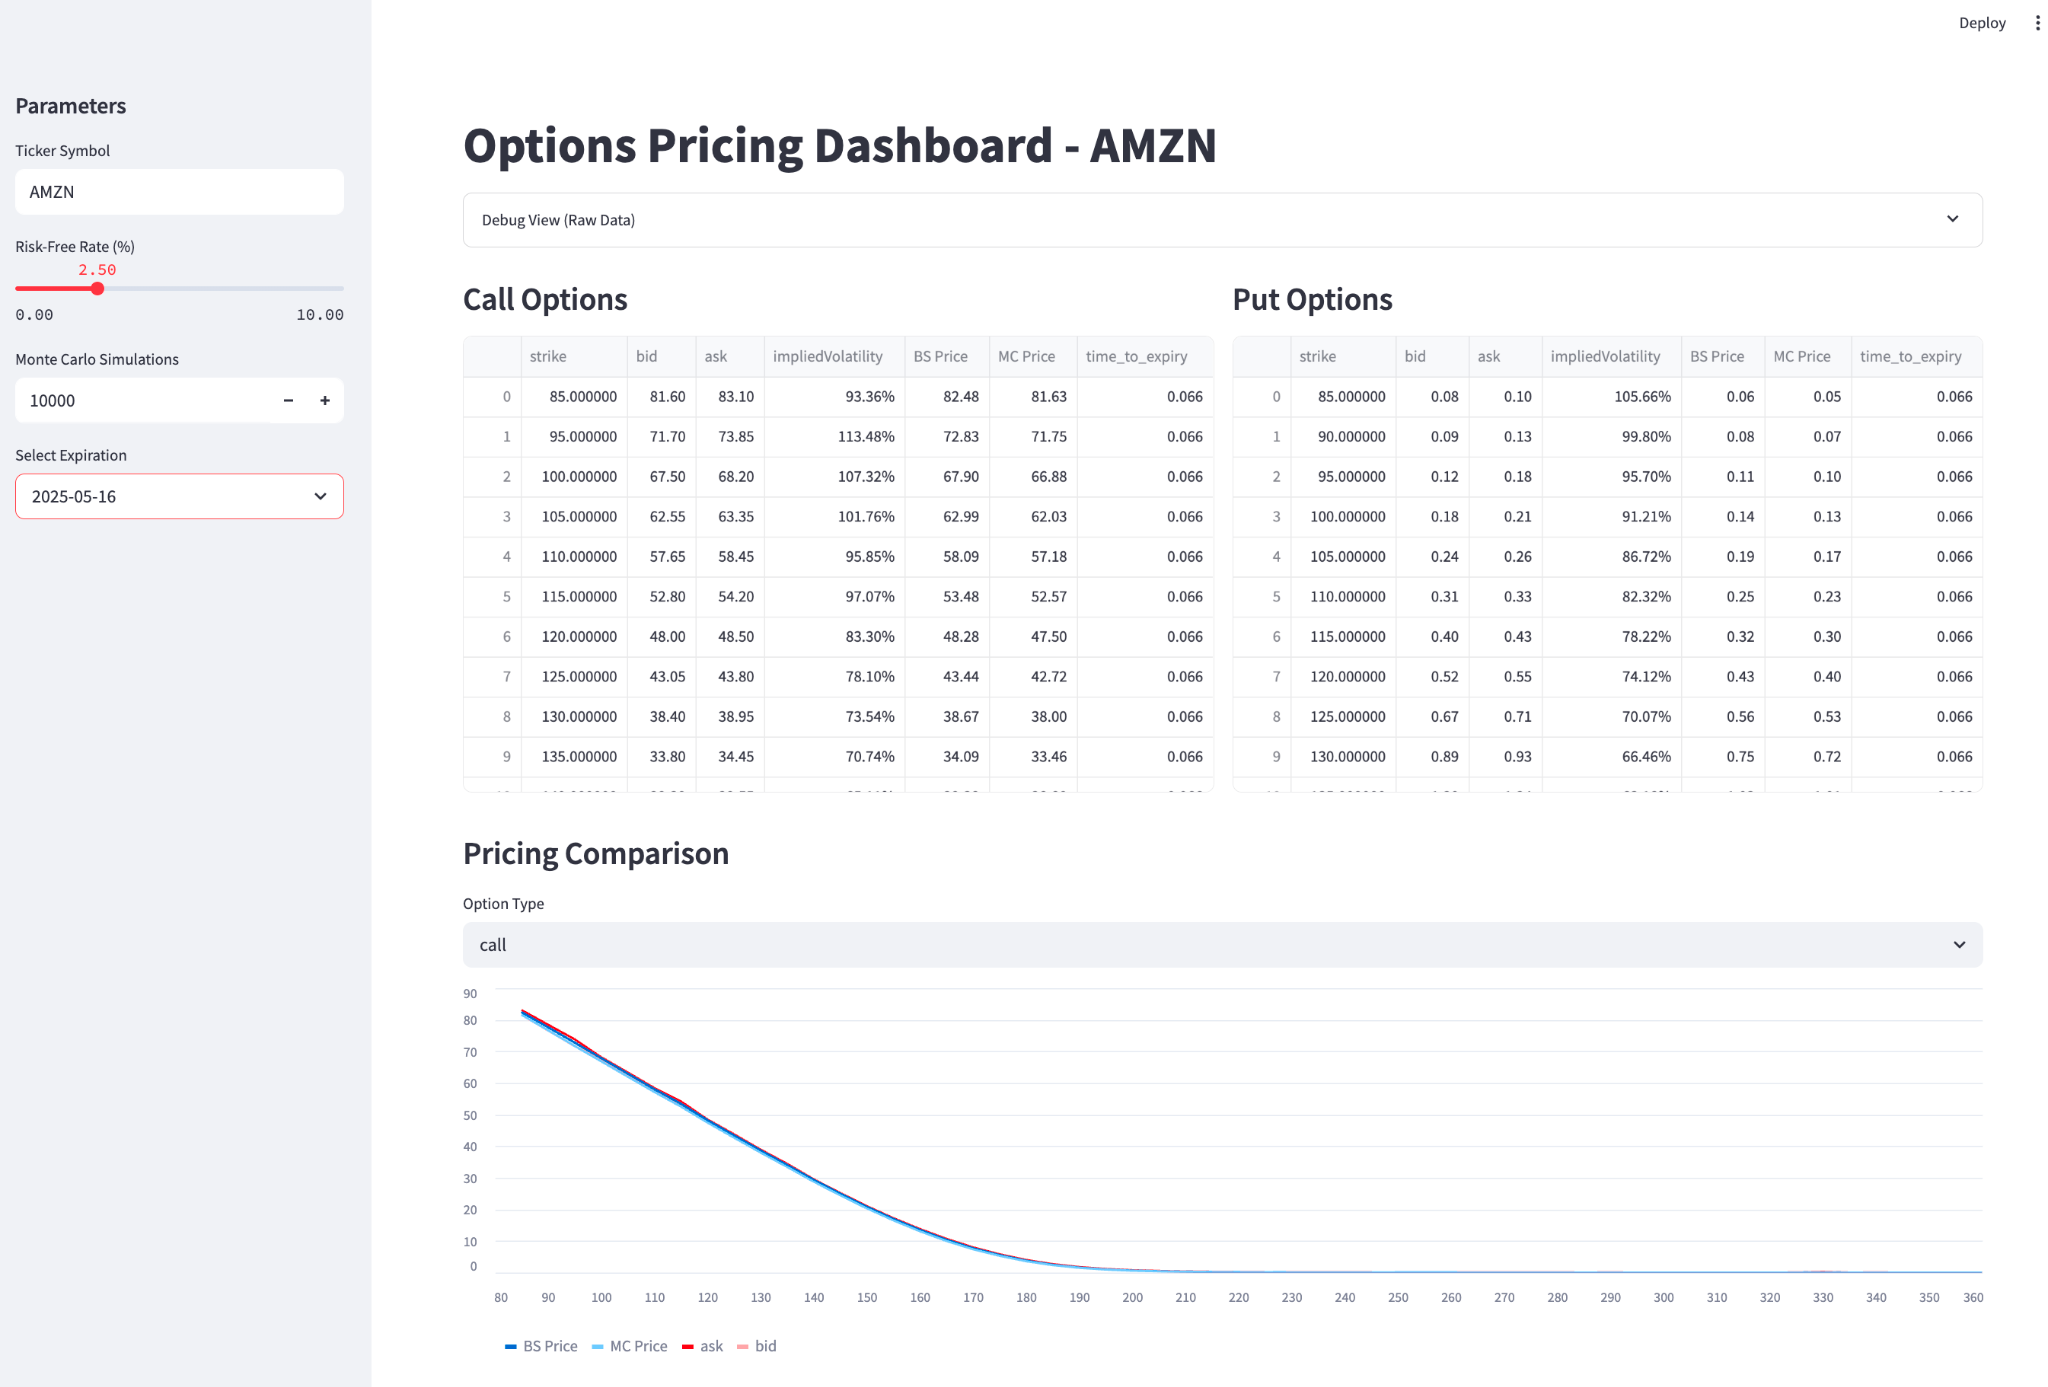 Deploy
Parameters
Ticker Symbol
AMZN
Risk-Free Rate (%)
2.50
0.00 10.00
Monte Carlo Simulations
10000 − +
Select Expiration
2025-05-16
Options Pricing Dashboard - AMZN
Debug View (Raw Data)
Call Options
strike bid ask impliedVolatility BS Price MC Price time_to_expiry
0 85.000000 81.60 83.10 93.36% 82.48 81.63 0.066
1 95.000000 71.70 73.85 113.48% 72.83 71.75 0.066
2 100.000000 67.50 68.20 107.32% 67.90 66.88 0.066
3 105.000000 62.55 63.35 101.76% 62.99 62.03 0.066
4 110.000000 57.65 58.45 95.85% 58.09 57.18 0.066
5 115.000000 52.80 54.20 97.07% 53.48 52.57 0.066
6 120.000000 48.00 48.50 83.30% 48.28 47.50 0.066
7 125.000000 43.05 43.80 78.10% 43.44 42.72 0.066
8 130.000000 38.40 38.95 73.54% 38.67 38.00 0.066
9 135.000000 33.80 34.45 70.74% 34.09 33.46 0.066
Put Options
strike bid ask impliedVolatility BS Price MC Price time_to_expiry
0 85.000000 0.08 0.10 105.66% 0.06 0.05 0.066
1 90.000000 0.09 0.13 99.80% 0.08 0.07 0.066
2 95.000000 0.12 0.18 95.70% 0.11 0.10 0.066
3 100.000000 0.18 0.21 91.21% 0.14 0.13 0.066
4 105.000000 0.24 0.26 86.72% 0.19 0.17 0.066
5 110.000000 0.31 0.33 82.32% 0.25 0.23 0.066
6 115.000000 0.40 0.43 78.22% 0.32 0.30 0.066
7 120.000000 0.52 0.55 74.12% 0.43 0.40 0.066
8 125.000000 0.67 0.71 70.07% 0.56 0.53 0.066
9 130.000000 0.89 0.93 66.46% 0.75 0.72 0.066
Pricing Comparison
Option Type
call
90
80
70
60
50
40
30
20
10
0
80 90 100 110 120 130 140 150 160 170 180 190 200 210 220 230 240 250 260 270 280 290 300 310 320 330 340 350 360
BS Price MC Price ask bid